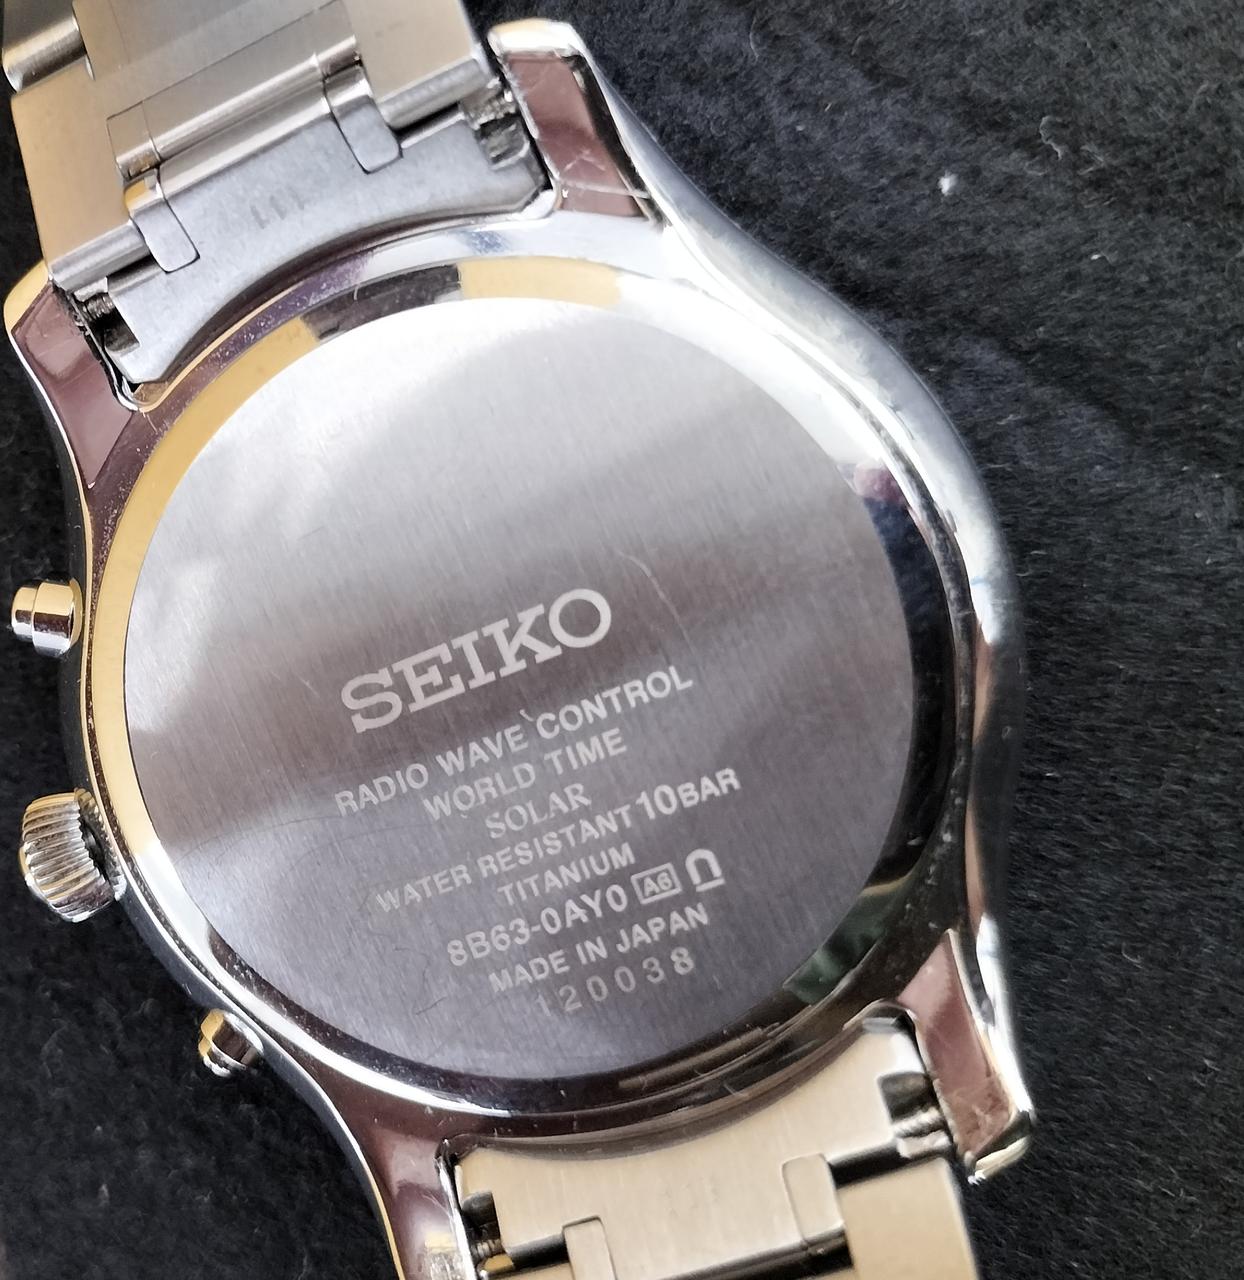 SEIKO
RADIO WAVE CONTROL
WORLD TIME
SOLAR
WATER RESISTANT 10BAR
TITANIUM
8B63-0AY0 A6
MADE IN JAPAN
120038